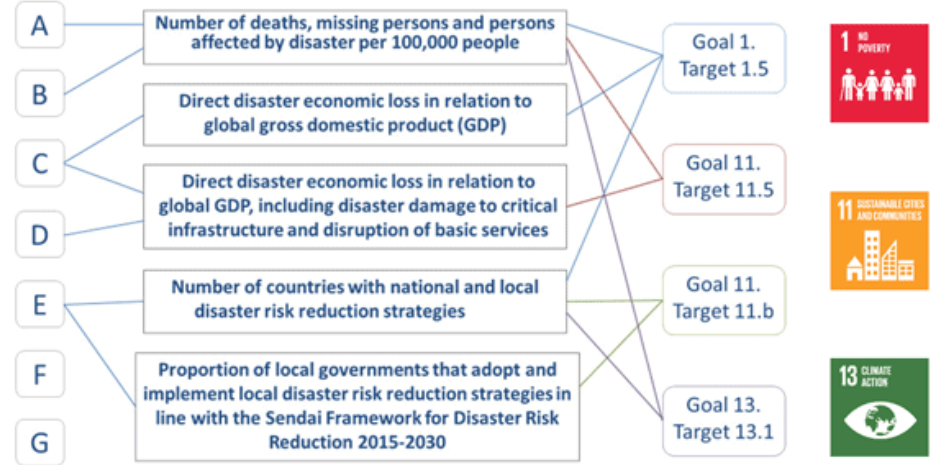 A
B
C
D
E
F
G
Number of deaths, missing persons and persons
affected by disaster per 100,000 people
Direct disaster economic loss in relation to
global gross domestic product (GDP)
Direct disaster economic loss in relation to
global GDP, including disaster damage to critical
infrastructure and disruption of basic services
Number of countries with national and local
disaster risk reduction strategies
Proportion of local governments that adopt and
implement local disaster risk reduction strategies in
line with the Sendai Framework for Disaster Risk
Reduction 2015-2030
Goal 1.
Target 1.5
Goal 11.
Target 11.5
Goal 11.
Target 11.b
Goal 13.
Target 13.1
1 NO
POVERTY
11 SUSTAINABLE CITIES
AND COMMUNITIES
13 CLIMATE
ACTION